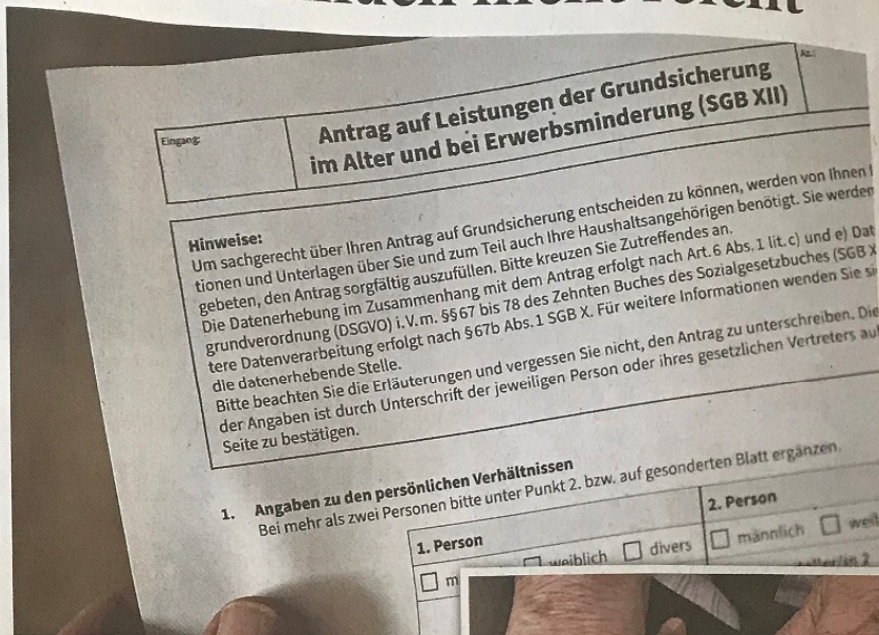 nicht reicht
Eingang:
Az.:
Antrag auf Leistungen der Grundsicherung
im Alter und bei Erwerbsminderung (SGB XII)
Hinweise:
Um sachgerecht über Ihren Antrag auf Grundsicherung entscheiden zu können, werden von Ihnen
tionen und Unterlagen über Sie und zum Teil auch Ihre Haushaltsangehörigen benötigt. Sie werden
gebeten, den Antrag sorgfältig auszufüllen. Bitte kreuzen Sie Zutreffendes an.
Die Datenerhebung im Zusammenhang mit dem Antrag erfolgt nach Art. 6 Abs. 1 lit. c) und e) Dat
grundverordnung (DSGVO) i. V. m. §§ 67 bis 78 des Zehnten Buches des Sozialgesetzbuches (SGB X
tere Datenverarbeitung erfolgt nach § 67b Abs. 1 SGB X. Für weitere Informationen wenden Sie si
die datenerhebende Stelle.
Bitte beachten Sie die Erläuterungen und vergessen Sie nicht, den Antrag zu unterschreiben. Die
der Angaben ist durch Unterschrift der jeweiligen Person oder ihres gesetzlichen Vertreters auf
Seite zu bestätigen.
1. Angaben zu den persönlichen Verhältnissen
Bei mehr als zwei Personen bitte unter Punkt 2. bzw. auf gesonderten Blatt ergänzen.
1. Person
2. Person
m
weiblich
divers
männlich
weil